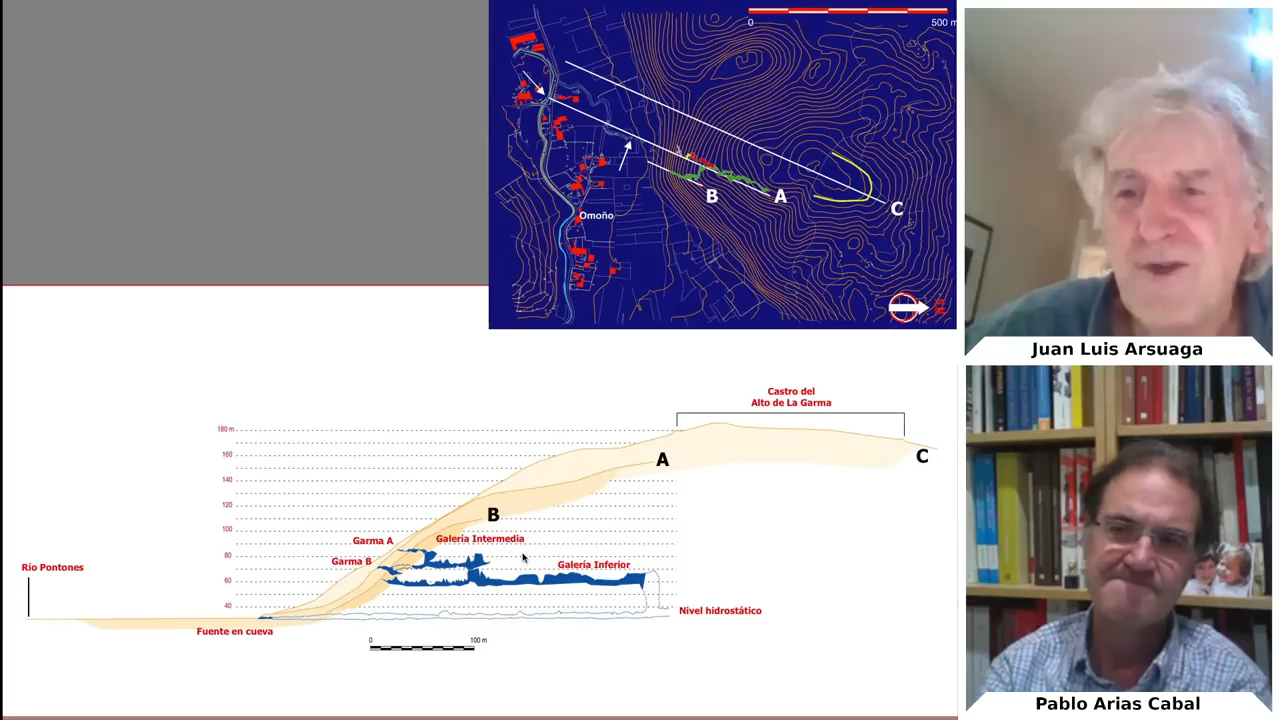 0
500 m
Omoño
B
A
C
Juan Luis Arsuaga
Castro del
Alto de La Garma
180 m
160
140
120
100
80
60
40
A
C
B
Garma A
Galería Intermedia
Garma B
Galería Inferior
Río Pontones
Nivel hidrostático
Fuente en cueva
0
100 m
Pablo Arias Cabal